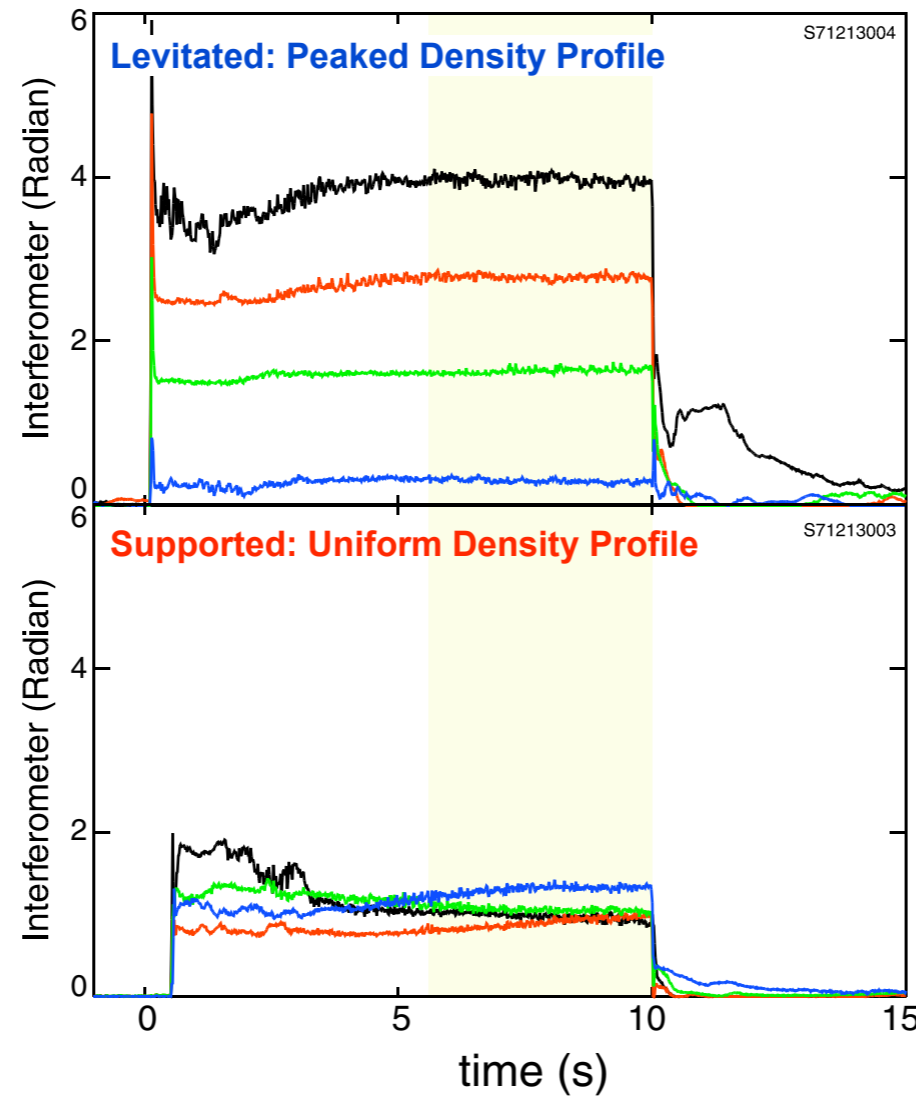 6
S71213004
Levitated: Peaked Density Profile
Interferometer (Radian)
4
2
0
6
S71213003
Supported: Uniform Density Profile
Interferometer (Radian)
4
2
0
0 5 10 15
time (s)